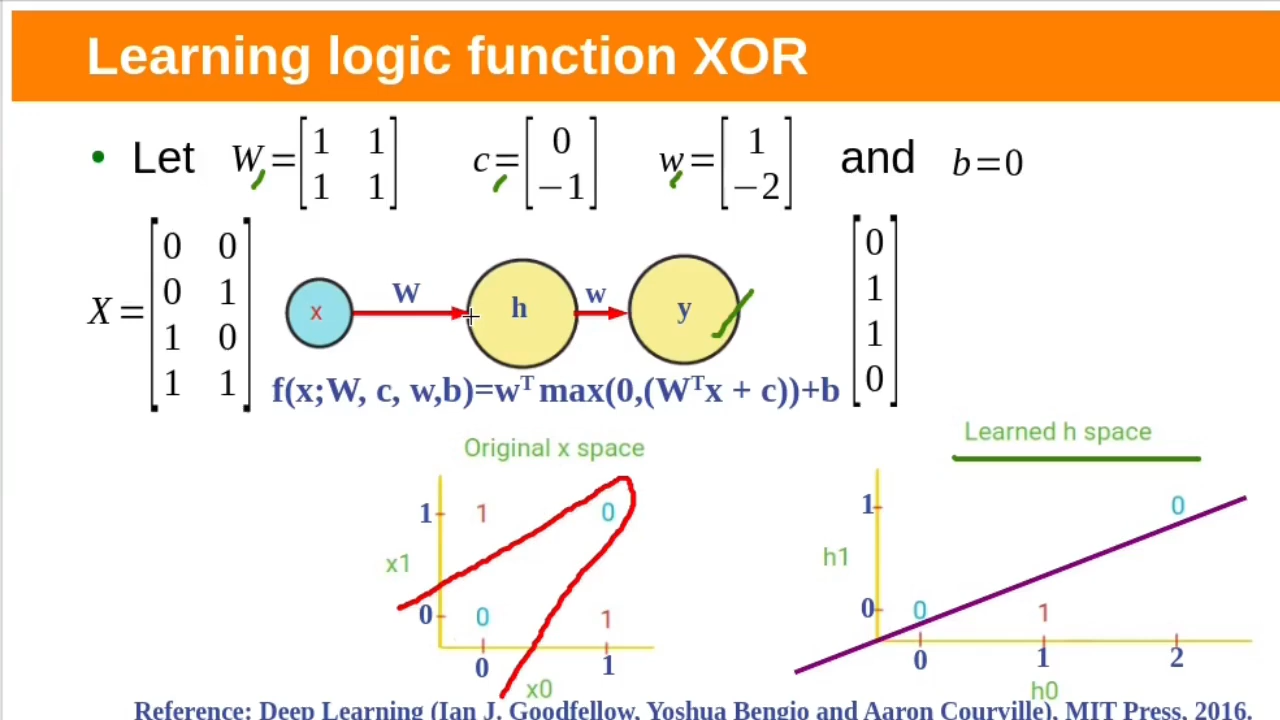 Learning logic function XOR
• Let W=[1 1 1 1] c=[0 −1] w=[1 −2] and b=0
X=[0 0 0 1 1 0 1 1] x W h w y [0 1 1 0]
f(x;W, c, w,b)=wᵀmax(0,(Wᵀx + c))+b
Original x space
1 1 0
x1
0 0 1
0 1
x0
Learned h space
1 0
h1
0 0 1
0 1 2
h0
Reference: Deep Learning (Ian J. Goodfellow, Yoshua Bengio and Aaron Courville), MIT Press, 2016.